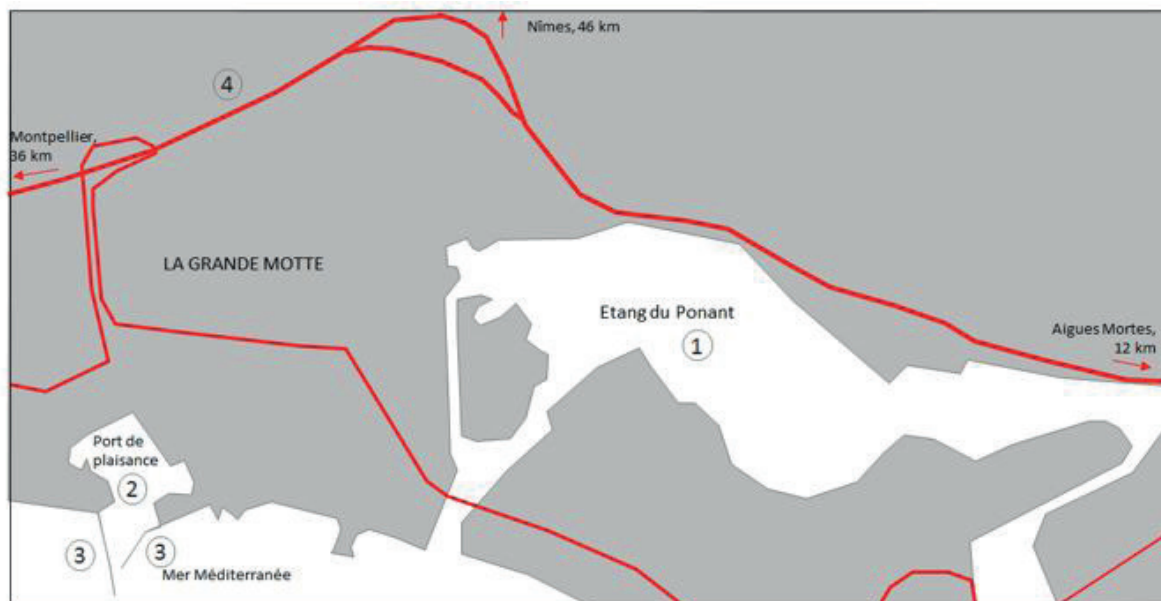 Nîmes, 46 km
4
Montpellier,
36 km
LA GRANDE MOTTE
Etang du Ponant
1
Aigues Mortes,
12 km
Port de
plaisance
2
3
3
Mer Méditerranée